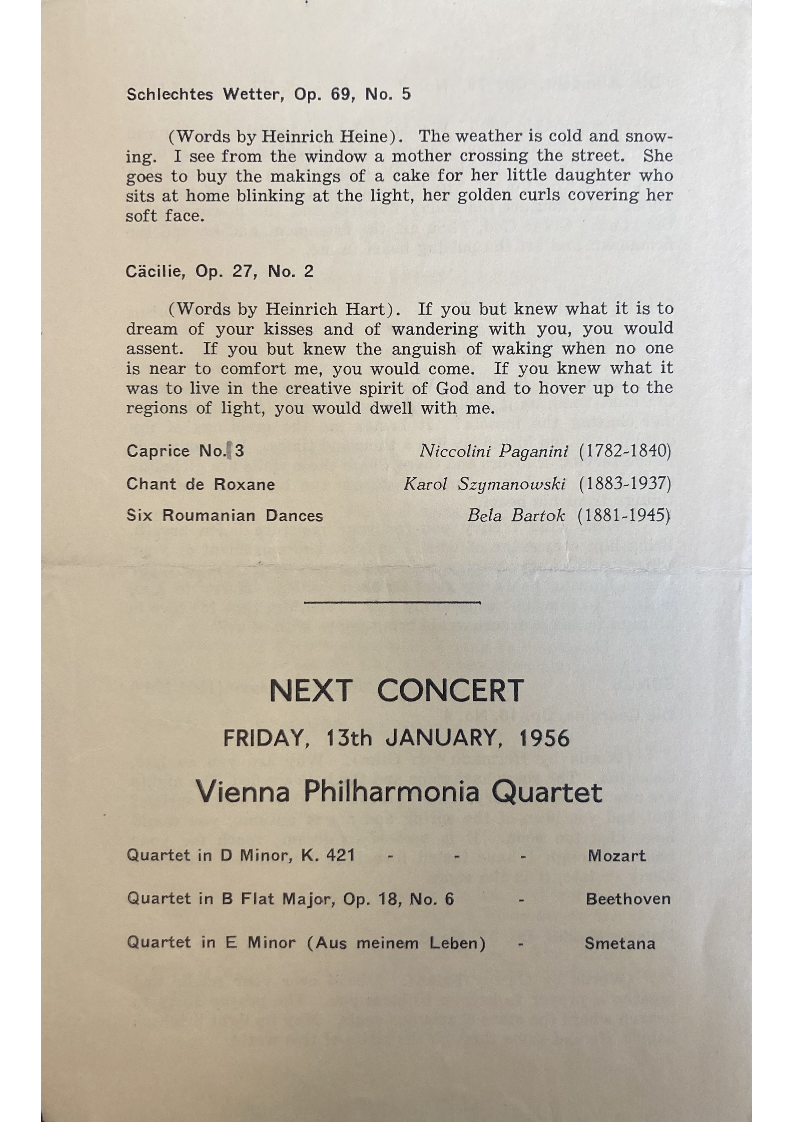 Schlechtes Wetter, Op. 69, No. 5
(Words by Heinrich Heine). The weather is cold and snow-
ing. I see from the window a mother crossing the street. She
goes to buy the makings of a cake for her little daughter who
sits at home blinking at the light, her golden curls covering her
soft face.
Cäcilie, Op. 27, No. 2
(Words by Heinrich Hart). If you but knew what it is to
dream of your kisses and of wandering with you, you would
assent. If you but knew the anguish of waking when no one
is near to comfort me, you would come. If you knew what it
was to live in the creative spirit of God and to hover up to the
regions of light, you would dwell with me.
Caprice No. 3 Niccolini Paganini (1782-1840)
Chant de Roxane Karol Szymanowski (1883-1937)
Six Roumanian Dances Bela Bartok (1881-1945)
NEXT CONCERT
FRIDAY, 13th JANUARY, 1956
Vienna Philharmonia Quartet
Quartet in D Minor, K. 421 - - - Mozart
Quartet in B Flat Major, Op. 18, No. 6 - Beethoven
Quartet in E Minor (Aus meinem Leben) - Smetana